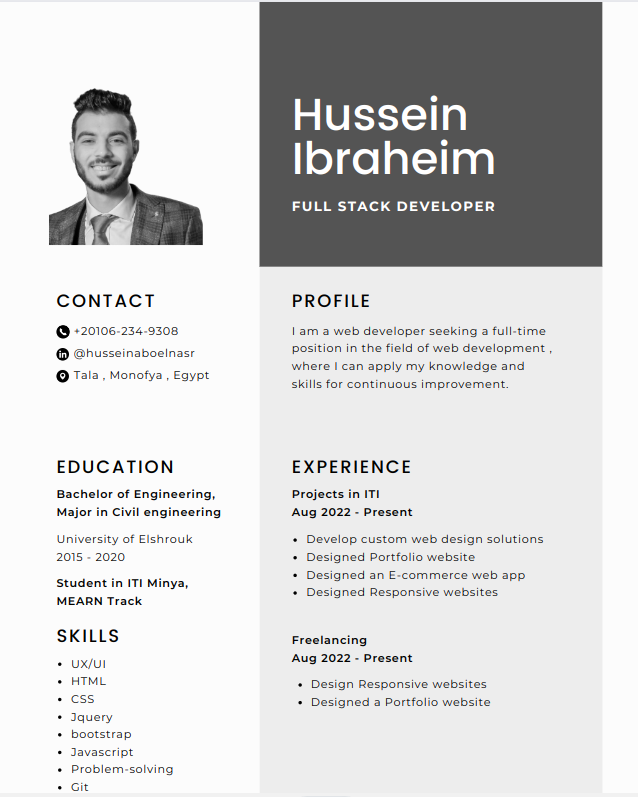 Hussein
Ibraheim
FULL STACK DEVELOPER
CONTACT
+20106-234-9308
@husseinaboelnasr
Tala , Monofya , Egypt
PROFILE
I am a web developer seeking a full-time
position in the field of web development ,
where I can apply my knowledge and
skills for continuous improvement.
EDUCATION
Bachelor of Engineering,
Major in Civil engineering
University of Elshrouk
2015 - 2020
Student in ITI Minya,
MEARN Track
SKILLS
• UX/UI
• HTML
• CSS
• Jquery
• bootstrap
• Javascript
• Problem-solving
• Git
EXPERIENCE
Projects in ITI
Aug 2022 - Present
• Develop custom web design solutions
• Designed Portfolio website
• Designed an E-commerce web app
• Designed Responsive websites
Freelancing
Aug 2022 - Present
• Design Responsive websites
• Designed a Portfolio website